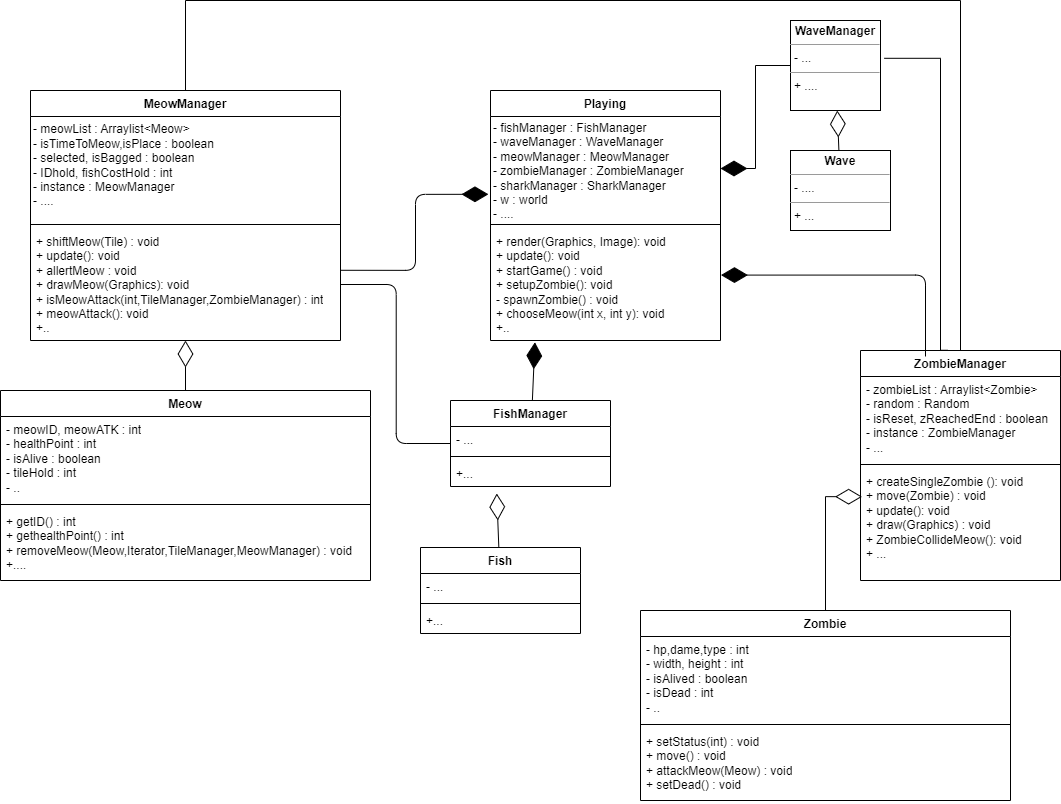 MeowManager
- meowList : Arraylist<Meow>
- isTimeToMeow,isPlace : boolean
- selected, isBagged : boolean
- IDhold, fishCostHold : int
- instance : MeowManager
- ....
+ shiftMeow(Tile) : void
+ update(): void
+ allertMeow : void
+ drawMeow(Graphics): void
+ isMeowAttack(int,TileManager,ZombieManager) : int
+ meowAttack(): void
+..
Playing
- fishManager : FishManager
- waveManager : WaveManager
- meowManager : MeowManager
- zombieManager : ZombieManager
- sharkManager : SharkManager
- w : world
- ....
+ render(Graphics, Image): void
+ update(): void
+ startGame() : void
+ setupZombie(): void
- spawnZombie() : void
+ chooseMeow(int x, int y): void
+..
WaveManager
- ...
+ ....
Wave
- ....
+ ...
Meow
- meowID, meowATK : int
- healthPoint : int
- isAlive : boolean
- tileHold : int
- ..
+ getID() : int
+ gethealthPoint() : int
+ removeMeow(Meow,Iterator,TileManager,MeowManager) : void
+....
FishManager
- ...
+...
Fish
- ...
+...
ZombieManager
- zombieList : Arraylist<Zombie>
- random : Random
- isReset, zReachedEnd : boolean
- instance : ZombieManager
- ...
+ createSingleZombie (): void
+ move(Zombie) : void
+ update(): void
+ draw(Graphics) : void
+ ZombieCollideMeow(): void
+ ...
Zombie
- hp,dame,type : int
- width, height : int
- isAlived : boolean
- isDead : int
- ..
+ setStatus(int) : void
+ move() : void
+ attackMeow(Meow) : void
+ setDead() : void